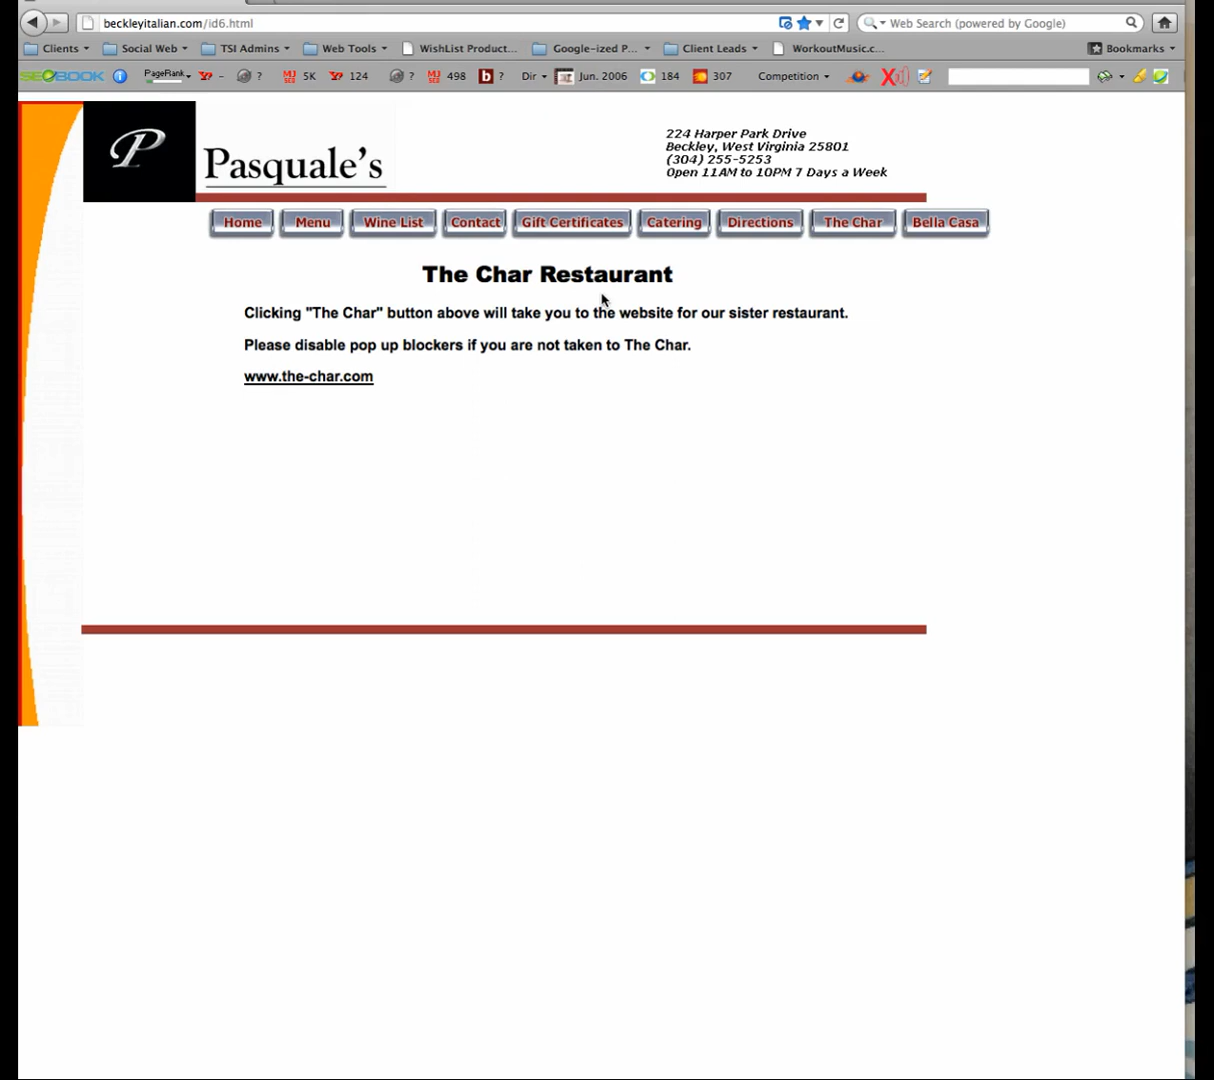 beckleyitalian.com/id6.html
Web Search (powered by Google)
Clients
Social Web
TSI Admins
Web Tools
WishList Product...
Google-ized P...
Client Leads
WorkoutMusic.c...
Bookmarks
SEOBOOK
PageRank
-
?
5K
124
?
498
?
Dir
Jun. 2006
184
307
Competition
P
Pasquale's
224 Harper Park Drive
Beckley, West Virginia 25801
(304) 255-5253
Open 11AM to 10PM 7 Days a Week
Home
Menu
Wine List
Contact
Gift Certificates
Catering
Directions
The Char
Bella Casa
The Char Restaurant
Clicking "The Char" button above will take you to the website for our sister restaurant.
Please disable pop up blockers if you are not taken to The Char.
www.the-char.com